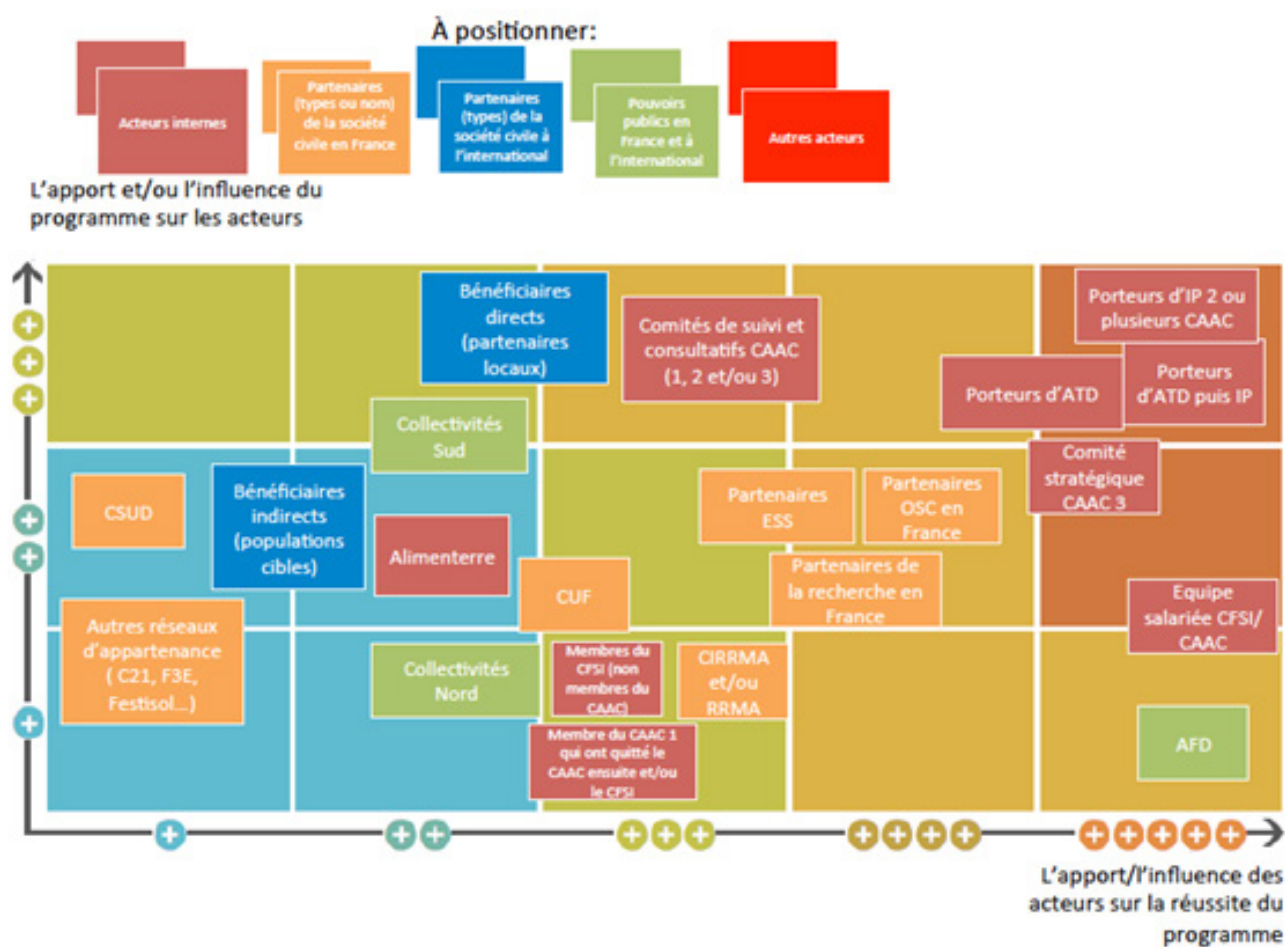 À positionner:
Acteurs internes
Partenaires
(types ou nom)
de la société
civile en France
Partenaires
(types) de la
société civile à
l'international
Pouvoirs
publics en
France et à
l'international
Autres acteurs
L'apport et/ou l'influence du
programme sur les acteurs
Bénéficiaires
directs
(partenaires
locaux)
Comités de suivi et
consultatifs CAAC
(1, 2 et/ou 3)
Porteurs d'IP 2 ou
plusieurs CAAC
Porteurs d'ATD
Porteurs
d'ATD puis IP
Collectivités
Sud
Comité
stratégique
CAAC 3
CSUD
Bénéficiaires
indirects
(populations
cibles)
Alimenterre
Partenaires
ESS
Partenaires
OSC en
France
CUF
Partenaires de
la recherche en
France
Equipe
salariée CFSI/
CAAC
Autres réseaux
d'appartenance
( C21, F3E,
Festisol...)
Collectivités
Nord
Membres du
CFSI (non
membres du
CAAC)
CIRRMA
et/ou
RRMA
Membre du CAAC 1
qui ont quitté le
CAAC ensuite et/ou
le CFSI
AFD
L'apport/l'influence des
acteurs sur la réussite du
programme